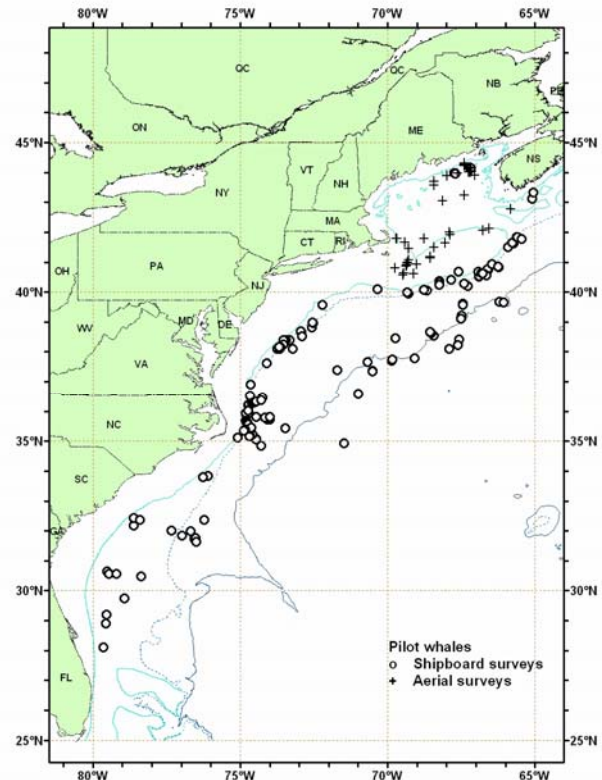 80°W 75°W 70°W 65°W
QC
QC
NB
PE
ME
ON
45°N 45°N
NS
VT
NH
NY
MA
CT RI
PA
OH
NJ
40°N 40°N
MD
DE
WV
VA
NC
35°N 35°N
SC
GA
30°N 30°N
Pilot whales
o Shipboard surveys
+ Aerial surveys
FL
25°N 25°N
80°W 75°W 70°W 65°W